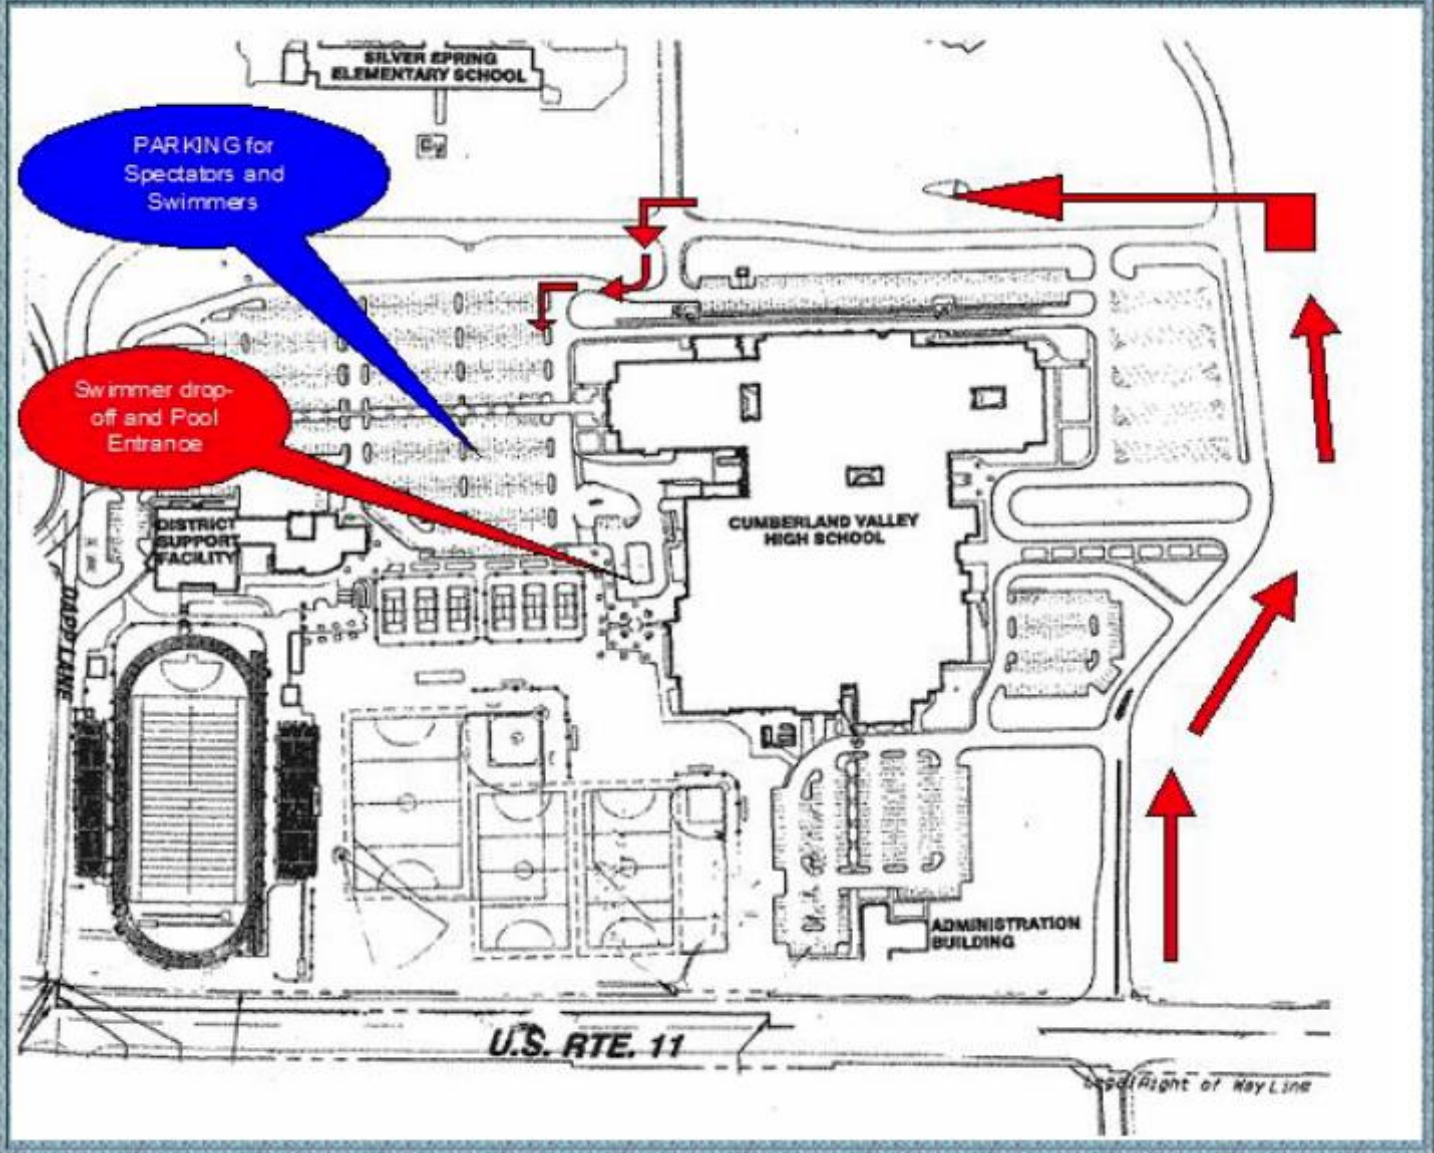 SILVER SPRING
ELEMENTARY SCHOOL
PARKING for
Spectators and
Swimmers
Swimmer drop-
off and Pool
Entrance
DISTRICT
SUPPORT
FACILITY
CUMBERLAND VALLEY
HIGH SCHOOL
LANE
ADMINISTRATION
BUILDING
U.S. RTE. 11
Right of Way Line